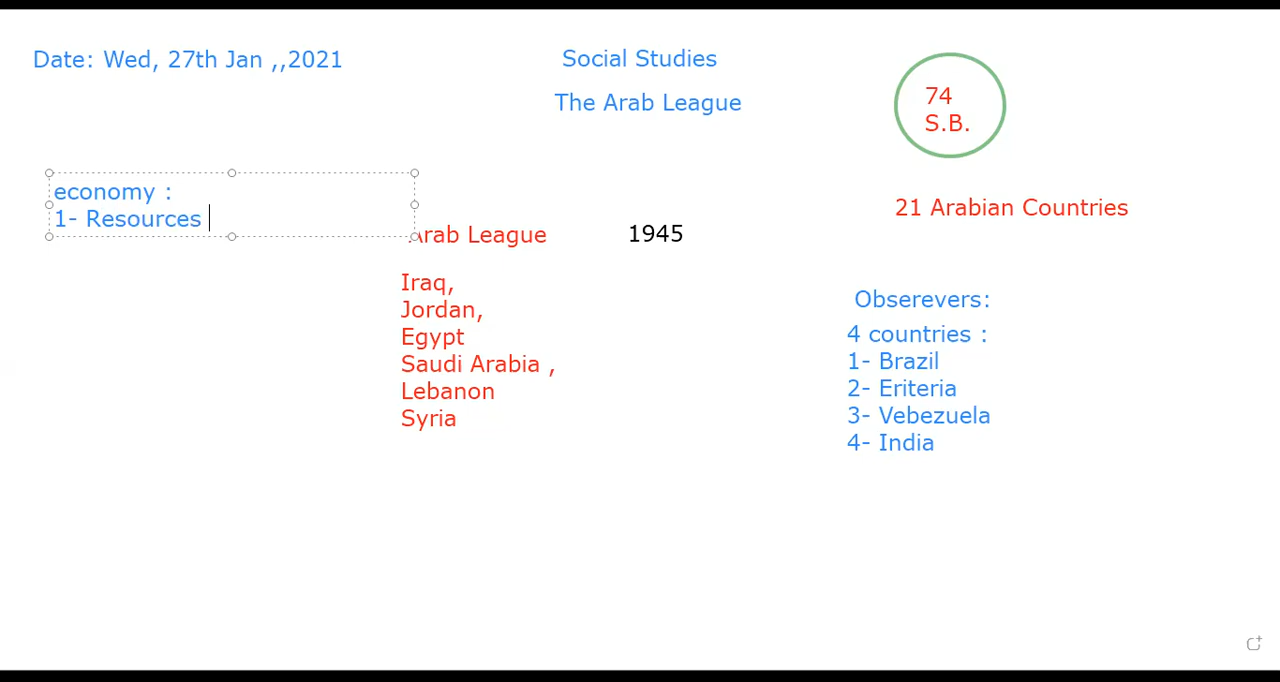 Date: Wed, 27th Jan ,,2021
Social Studies
The Arab League
74
S.B.
economy :
1- Resources
21 Arabian Countries
Arab League
1945
Iraq,
Jordan,
Egypt
Saudi Arabia ,
Lebanon
Syria
Obserevers:
4 countries :
1- Brazil
2- Eriteria
3- Vebezuela
4- India